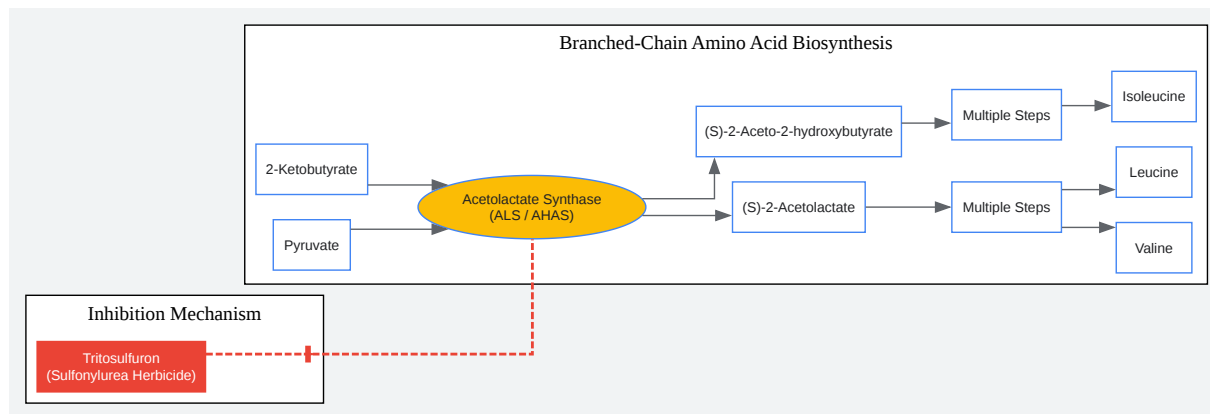 Branched-Chain Amino Acid Biosynthesis
Isoleucine
Multiple Steps
(S)-2-Aceto-2-hydroxybutyrate
2-Ketobutyrate
Leucine
Acetolactate Synthase
(ALS / AHAS)
(S)-2-Acetolactate
Multiple Steps
Pyruvate
Valine
Inhibition Mechanism
Tritosulfuron
(Sulfonylurea Herbicide)